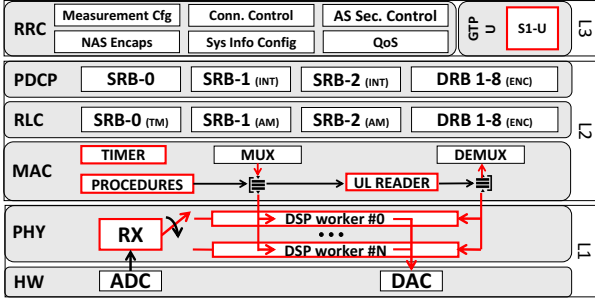 RRC
Measurement Cfg
Conn. Control
AS Sec. Control
NAS Encaps
Sys Info Config
QoS
GTP
U
S1-U
L3
PDCP
SRB-0
SRB-1 (INT)
SRB-2 (INT)
DRB 1-8 (ENC)
RLC
SRB-0 (TM)
SRB-1 (AM)
SRB-2 (AM)
DRB 1-8 (ENC)
L2
MAC
TIMER
MUX
DEMUX
PROCEDURES
UL READER
PHY
RX
DSP worker #0
•••
DSP worker #N
L1
HW
ADC
DAC